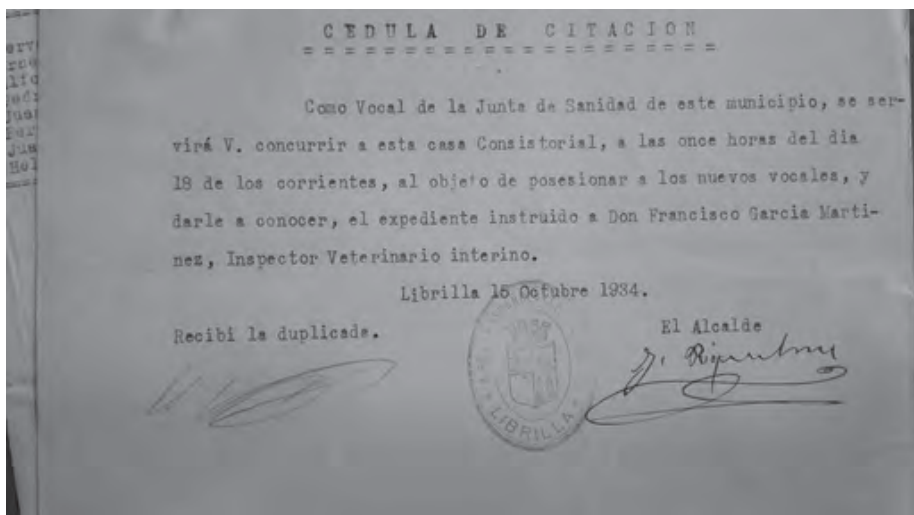 CEDULA DE CITACION
====================
Como Vocal de la Junta de Sanidad de este municipio, se ser-
virá V. concurrir a esta casa Consistorial, a las once horas del dia
18 de los corrientes, al objeto de posesionar a los nuevos vocales, y
darle a conocer, el expediente instruido a Don Francisco Garcia Marti-
nez, Inspector Veterinario interino.
Librilla 15 Octubre 1934.
Recibi la duplicada.
El Alcalde
LIBRILLA